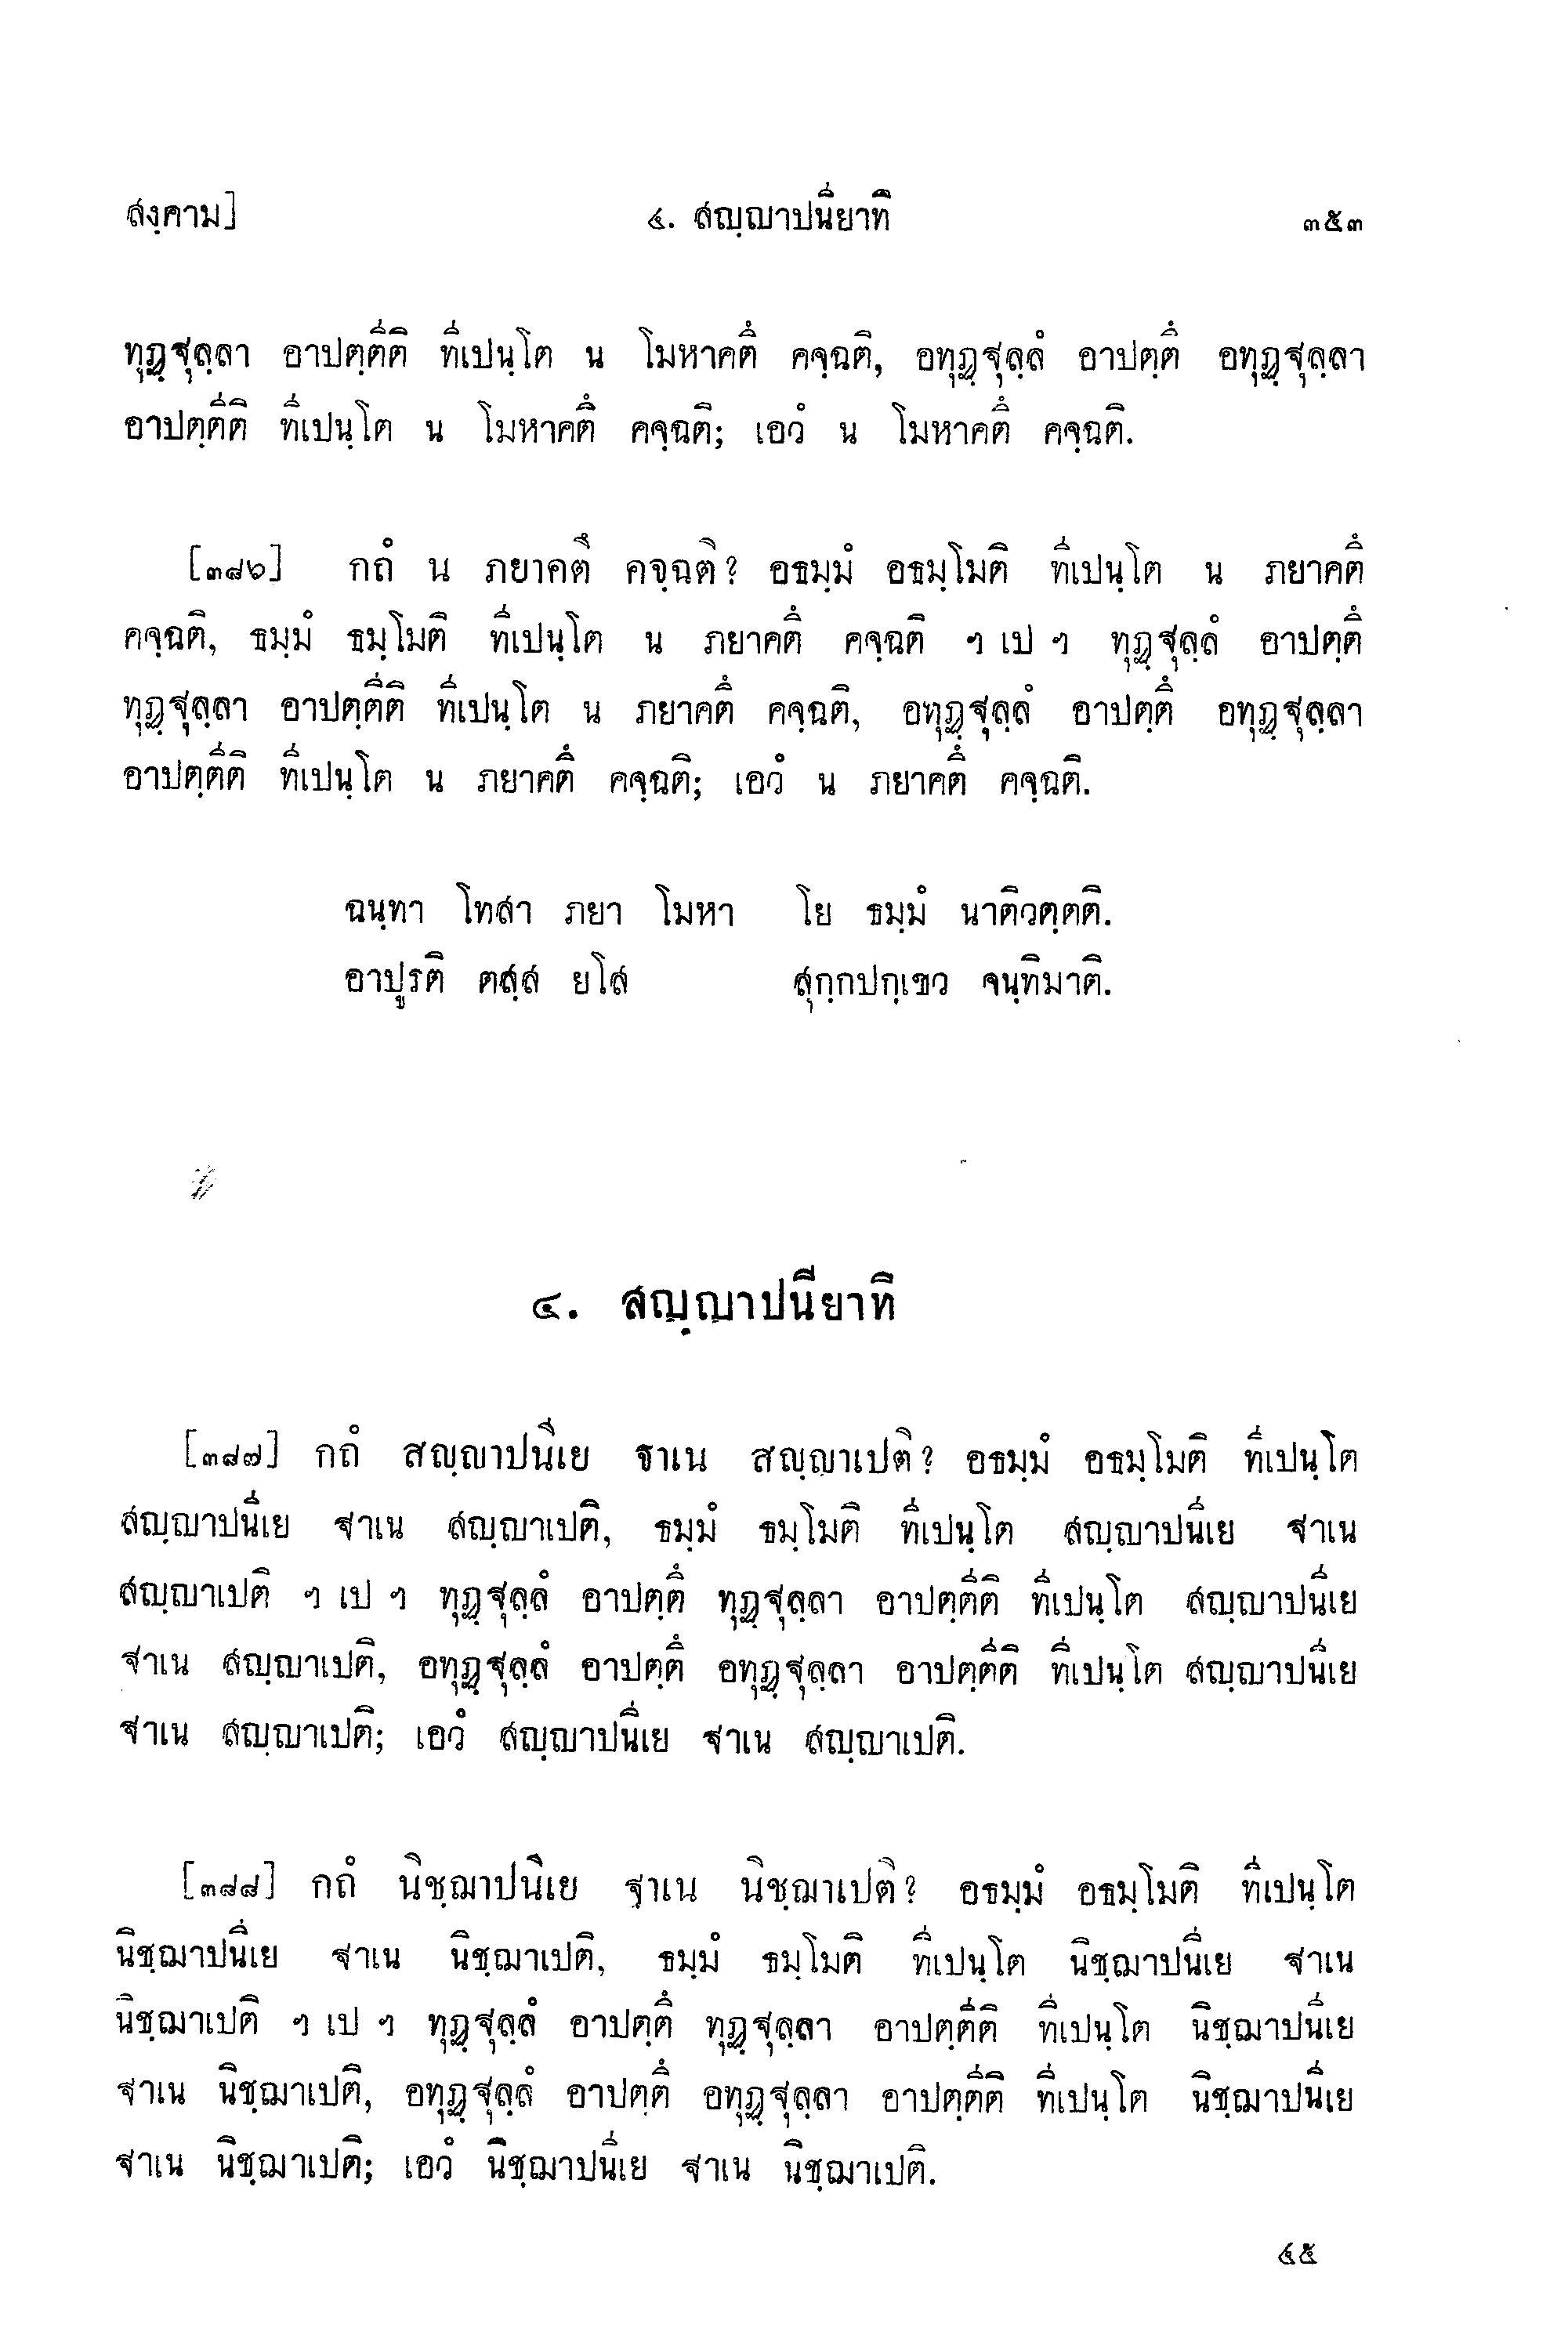 สงฺคาม] ๔. สญฺญาปนียาทิ ๓๕๓
ทุฏฺฐุลฺลา อาปตฺตีติ ทีเปนฺโต น โมหาคตึ คจฺฉติ, อทุฏฺฐุลฺลํ อาปตฺตึ อทุฏฺฐุลฺลา
อาปตฺตีติ ทีเปนฺโต น โมหาคตึ คจฺฉติ; เอวํ น โมหาคตึ คจฺฉติ.
[๓๘๖] กถํ น ภยาคตึ คจฺฉติ? อธมฺมํ อธมฺโมติ ทีเปนฺโต น ภยาคตึ
คจฺฉติ, ธมฺมํ ธมฺโมติ ทีเปนฺโต น ภยาคตึ คจฺฉติ ฯ เป ฯ ทุฏฺฐุลฺลํ อาปตฺตึ
ทุฏฺฐุลฺลา อาปตฺตีติ ทีเปนฺโต น ภยาคตึ คจฺฉติ, อทุฏฺฐุลฺลํ อาปตฺตึ อทุฏฺฐุลฺลา
อาปตฺตีติ ทีเปนฺโต น ภยาคตึ คจฺฉติ; เอวํ น ภยาคตึ คจฺฉติ.
ฉนฺทา โทสา ภยา โมหา โย ธมฺมํ นาติวตฺตติ.
อาปูรติ ตสฺส ยโส สุกฺกปกฺเขว จนฺทิมาติ.
๔. สญฺญาปนียาทิ
[๓๘๗] กถํ สญฺญาปนีเย ฐาเน สญฺญาเปติ? อธมฺมํ อธมฺโมติ ทีเปนฺโต
สญฺญาปนีเย ฐาเน สญฺญาเปติ, ธมฺมํ ธมฺโมติ ทีเปนฺโต สญฺญาปนีเย ฐาเน
สญฺญาเปติ ฯ เป ฯ ทุฏฺฐุลฺลํ อาปตฺตึ ทุฏฺฐุลฺลา อาปตฺตีติ ทีเปนฺโต สญฺญาปนีเย
ฐาเน สญฺญาเปติ, อทุฏฺฐุลฺลํ อาปตฺตึ อทุฏฺฐุลฺลา อาปตฺตีติ ทีเปนฺโต สญฺญาปนีเย
ฐาเน สญฺญาเปติ; เอวํ สญฺญาปนีเย ฐาเน สญฺญาเปติ.
[๓๘๘] กถํ นิชฺฌาปนีเย ฐาเน นิชฺฌาเปติ? อธมฺมํ อธมฺโมติ ทีเปนฺโต
นิชฺฌาปนีเย ฐาเน นิชฺฌาเปติ, ธมฺมํ ธมฺโมติ ทีเปนฺโต นิชฺฌาปนีเย ฐาเน
นิชฺฌาเปติ ฯ เป ฯ ทุฏฺฐุลฺลํ อาปตฺตึ ทุฏฺฐุลฺลา อาปตฺตีติ ทีเปนฺโต นิชฺฌาปนีเย
ฐาเน นิชฺฌาเปติ, อทุฏฺฐุลฺลํ อาปตฺตึ อทุฏฺฐุลฺลา อาปตฺตีติ ทีเปนฺโต นิชฺฌาปนีเย
ฐาเน นิชฺฌาเปติ; เอวํ นิชฺฌาปนีเย ฐาเน นิชฺฌาเปติ.
๔๕